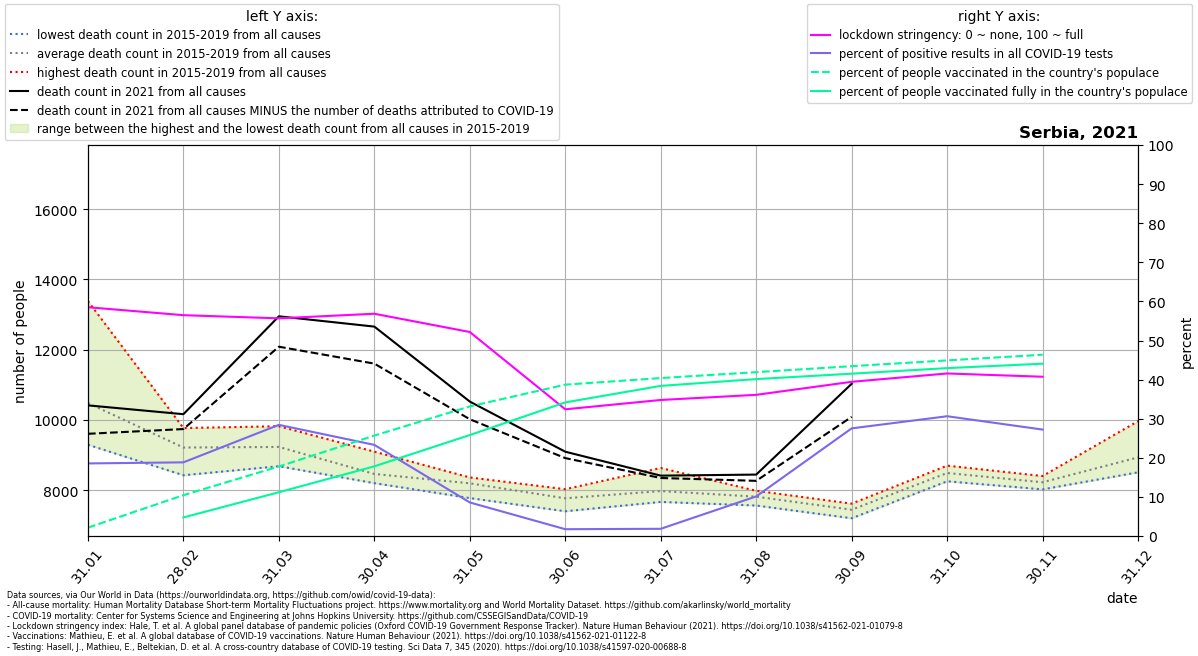 left Y axis:
lowest death count in 2015-2019 from all causes
average death count in 2015-2019 from all causes
highest death count in 2015-2019 from all causes
death count in 2021 from all causes
death count in 2021 from all causes MINUS the number of deaths attributed to COVID-19
range between the highest and the lowest death count from all causes in 2015-2019
right Y axis:
lockdown stringency: 0 ~ none, 100 ~ full
percent of positive results in all COVID-19 tests
percent of people vaccinated in the country's populace
percent of people vaccinated fully in the country's populace
Serbia, 2021
number of people
16000
14000
12000
10000
8000
100
90
80
70
60
50
40
30
20
10
0
percent
31.01
28.02
31.03
30.04
31.05
30.06
31.07
31.08
30.09
31.10
30.11
31.12
date
Data sources, via Our World in Data (https://ourworldindata.org, https://github.com/owid/covid-19-data):
- All-cause mortality: Human Mortality Database Short-term Mortality Fluctuations project. https://www.mortality.org and World Mortality Dataset. https://github.com/akarlinsky/world_mortality
- COVID-19 mortality: Center for Systems Science and Engineering at Johns Hopkins University. https://github.com/CSSEGISandData/COVID-19
- Lockdown stringency index: Hale, T. et al. A global panel database of pandemic policies (Oxford COVID-19 Government Response Tracker). Nature Human Behaviour (2021). https://doi.org/10.1038/s41562-021-01079-8
- Vaccinations: Mathieu, E. et al. A global database of COVID-19 vaccinations. Nature Human Behaviour (2021). https://doi.org/10.1038/s41562-021-01122-8
- Testing: Hasell, J., Mathieu, E., Beltekian, D. et al. A cross-country database of COVID-19 testing. Sci Data 7, 345 (2020). https://doi.org/10.1038/s41597-020-00688-8